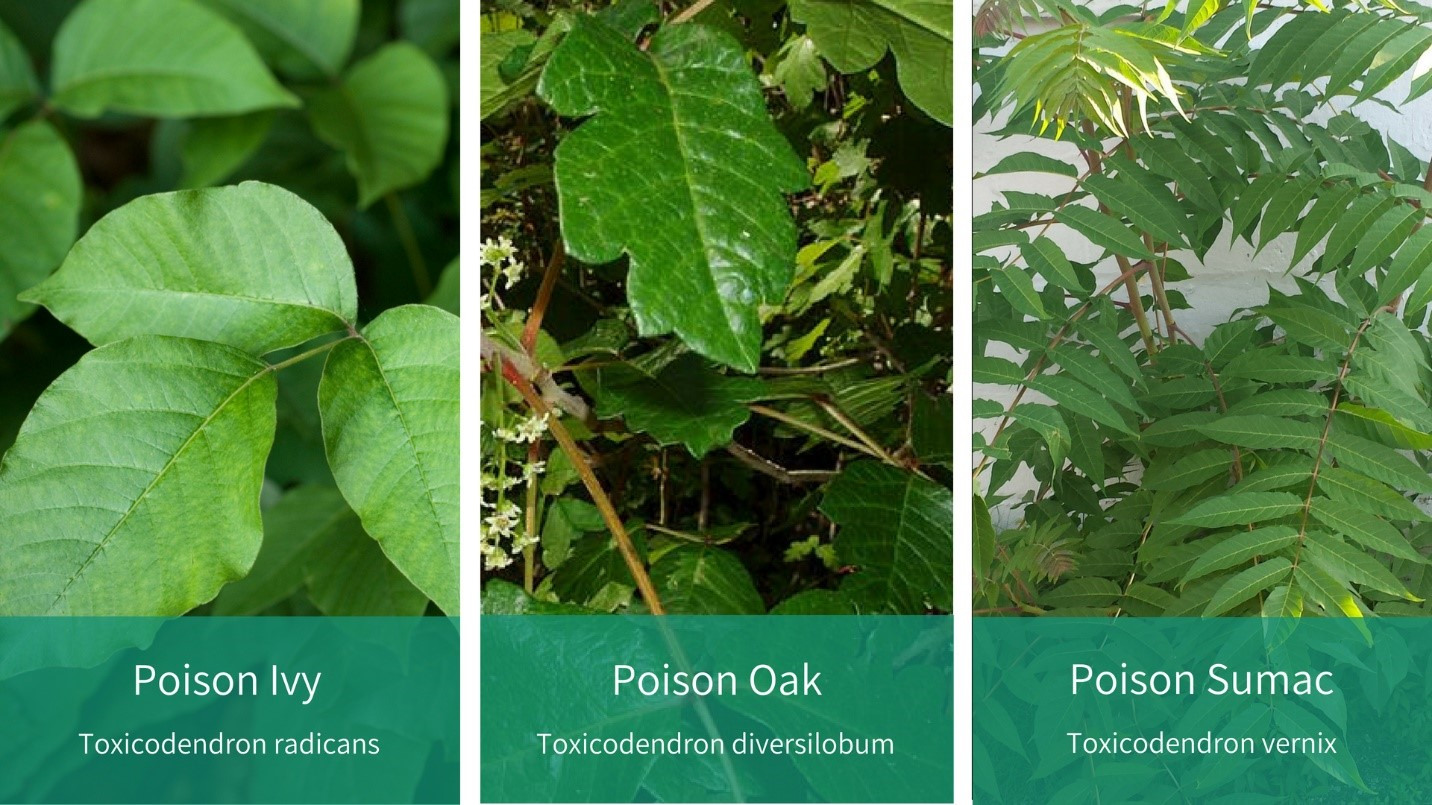 Poison Ivy
Toxicodendron radicans
Poison Oak
Toxicodendron diversilobum
Poison Sumac
Toxicodendron vernix